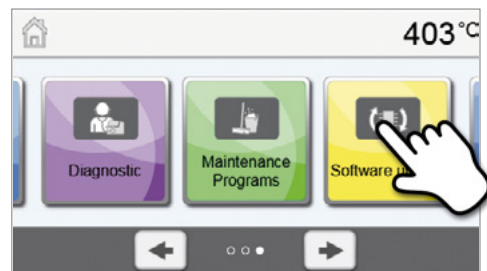 403°C
Diagnostic
Maintenance
Programs
Software